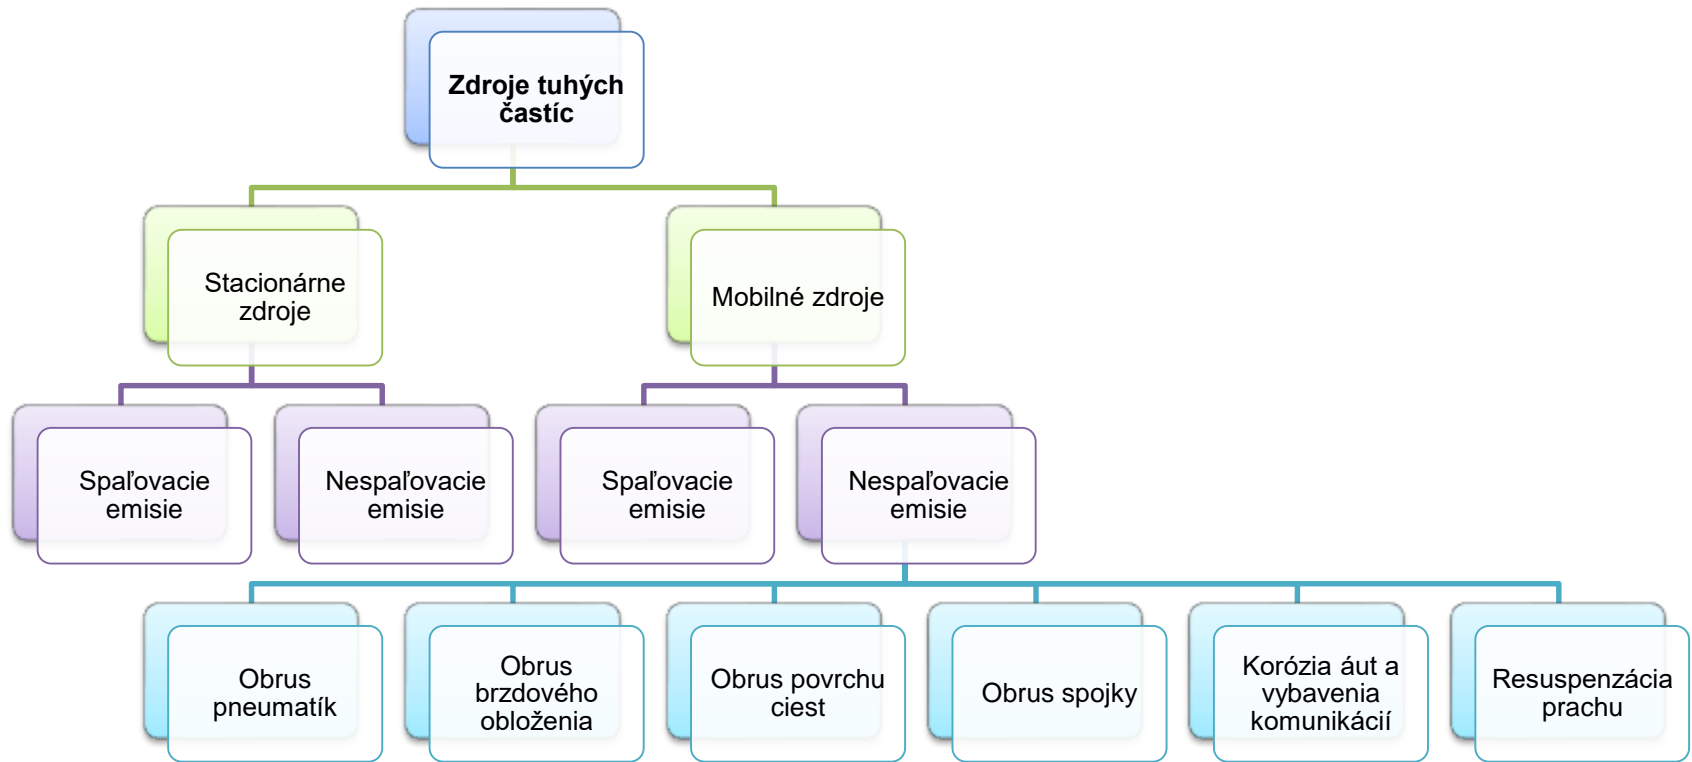 Zdroje tuhých
častíc
Stacionárne
zdroje
Mobilné zdroje
Spaľovacie
emisie
Nespaľovacie
emisie
Spaľovacie
emisie
Nespaľovacie
emisie
Obrus
pneumatík
Obrus
brzdového
obloženia
Obrus povrchu
ciest
Obrus spojky
Korózia áut a
vybavenia
komunikácií
Resuspenzácia
prachu